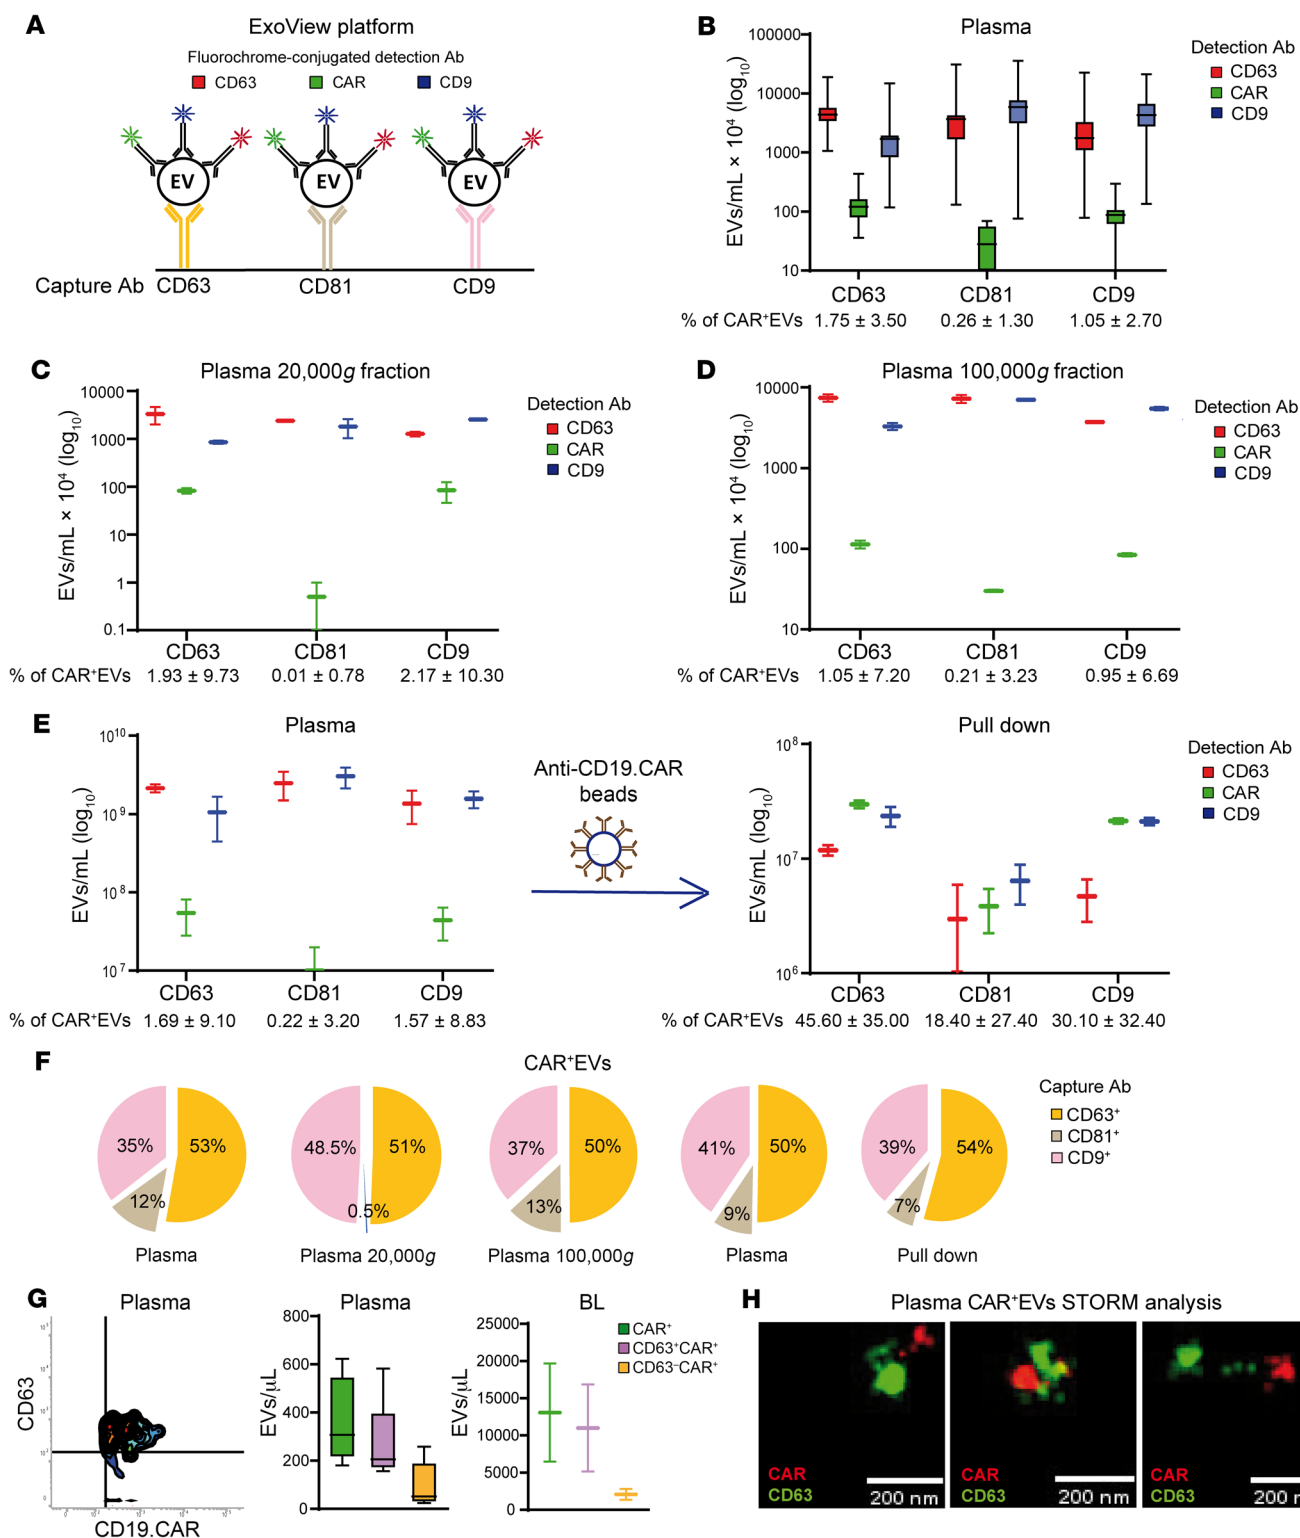 A
ExoView platform
Fluorochrome-conjugated detection Ab
CD63 CAR CD9
EV EV EV
Capture Ab CD63 CD81 CD9
B
Plasma
EVs/mL × 10⁴ (log₁₀)
100000
10000
1000
100
10
CD63 CD81 CD9
% of CAR⁺EVs 1.75 ± 3.50 0.26 ± 1.30 1.05 ± 2.70
Detection Ab
CD63
CAR
CD9
C
Plasma 20,000g fraction
EVs/mL × 10⁴ (log₁₀)
10000
1000
100
10
1
0.1
CD63 CD81 CD9
% of CAR⁺EVs 1.93 ± 9.73 0.01 ± 0.78 2.17 ± 10.30
Detection Ab
CD63
CAR
CD9
D
Plasma 100,000g fraction
EVs/mL × 10⁴ (log₁₀)
10000
1000
100
10
CD63 CD81 CD9
% of CAR⁺EVs 1.05 ± 7.20 0.21 ± 3.23 0.95 ± 6.69
Detection Ab
CD63
CAR
CD9
E
Plasma
EVs/mL (log₁₀)
10¹⁰
10⁹
10⁸
10⁷
CD63 CD81 CD9
% of CAR⁺EVs 1.69 ± 9.10 0.22 ± 3.20 1.57 ± 8.83
Anti-CD19.CAR
beads
Pull down
EVs/mL (log₁₀)
10⁸
10⁷
10⁶
CD63 CD81 CD9
% of CAR⁺EVs 45.60 ± 35.00 18.40 ± 27.40 30.10 ± 32.40
Detection Ab
CD63
CAR
CD9
F
CAR⁺EVs
35% 53% 12%
Plasma
48.5% 51% 0.5%
Plasma 20,000g
37% 50% 13%
Plasma 100,000g
41% 50% 9%
Plasma
39% 54% 7%
Pull down
Capture Ab
CD63⁺
CD81⁺
CD9⁺
G
Plasma
CD63
CD19.CAR
Plasma
EVs/μL
800
600
400
200
0
BL
EVs/μL
25000
20000
15000
10000
5000
0
CAR⁺
CD63⁺CAR⁺
CD63⁻CAR⁺
H
Plasma CAR⁺EVs STORM analysis
CAR
CD63
200 nm
CAR
CD63
200 nm
CAR
CD63
200 n